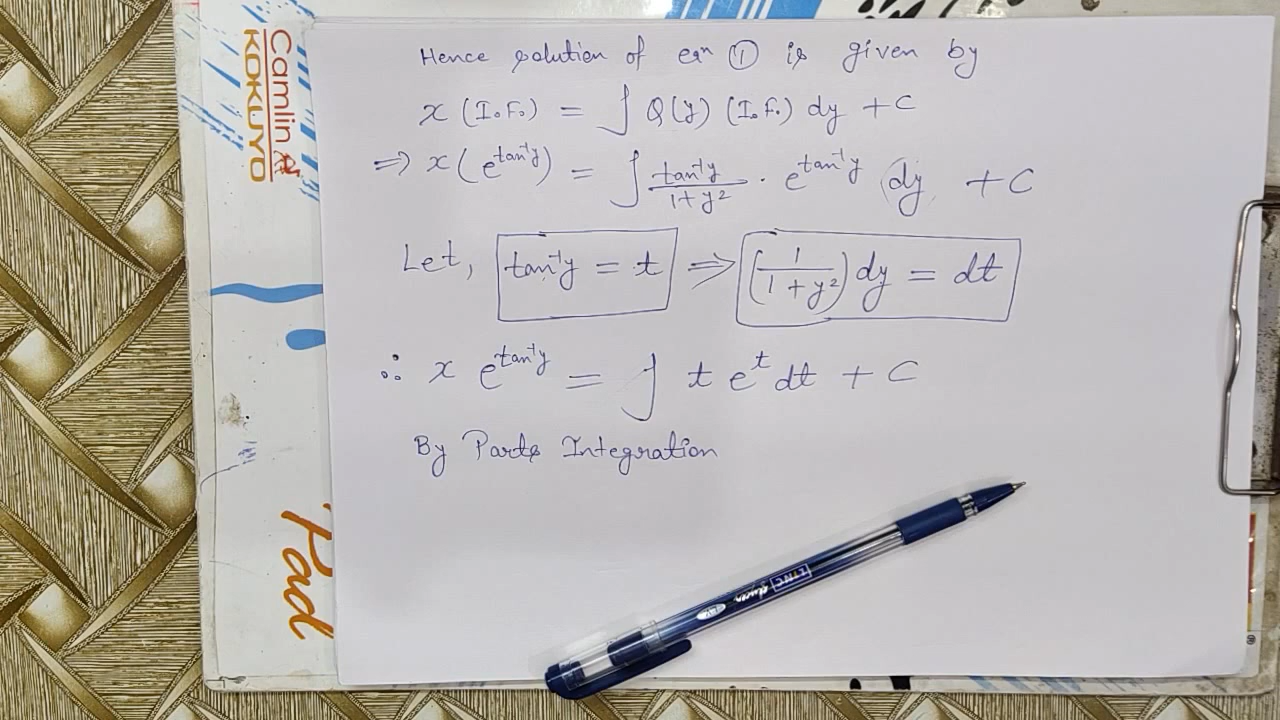 Hence solution of eqn ① is given by
x (I.F.) = ∫ Q(y) (I.F.) dy + C
⇒ x(e^{tan⁻¹y}) = ∫ tan⁻¹y / 1+y² · e^{tan⁻¹y} dy + C
Let, tan⁻¹y = t ⇒ (1 / 1+y²) dy = dt
∴ x e^{tan⁻¹y} = ∫ t e^t dt + C
By Parts Integration
Camlin
KOKUYO
Pad
LINC